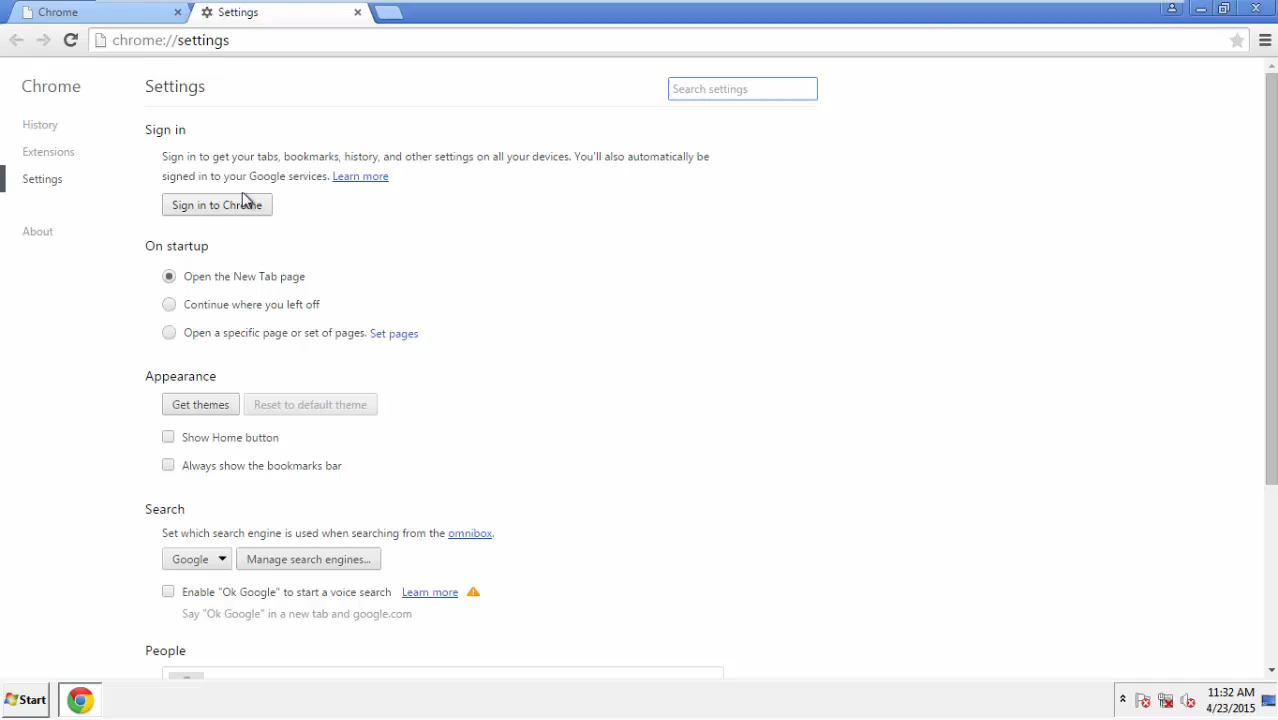 Chrome
Settings
chrome://settings
Chrome
Settings
Search settings
History
Extensions
Settings
About
Sign in
Sign in to get your tabs, bookmarks, history, and other settings on all your devices. You'll also automatically be
signed in to your Google services. Learn more
Sign in to Chrome
On startup
Open the New Tab page
Continue where you left off
Open a specific page or set of pages. Set pages
Appearance
Get themes
Reset to default theme
Show Home button
Always show the bookmarks bar
Search
Set which search engine is used when searching from the omnibox.
Google
Manage search engines...
Enable "Ok Google" to start a voice search Learn more
Say "Ok Google" in a new tab and google.com
People
Start
11:32 AM
4/23/2015